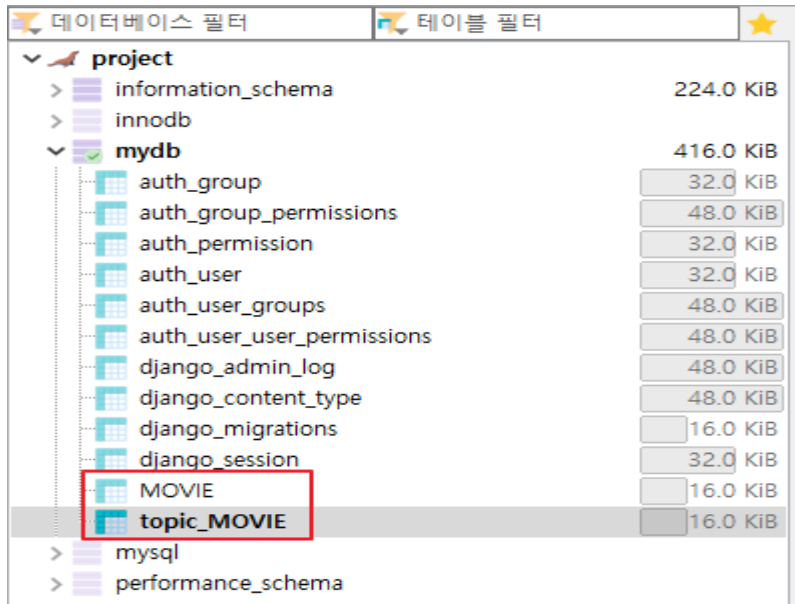 데이터베이스 필터 테이블 필터
project
information_schema 224.0 KiB
innodb
mydb 416.0 KiB
auth_group 32.0 KiB
auth_group_permissions 48.0 KiB
auth_permission 32.0 KiB
auth_user 32.0 KiB
auth_user_groups 48.0 KiB
auth_user_user_permissions 48.0 KiB
django_admin_log 48.0 KiB
django_content_type 48.0 KiB
django_migrations 16.0 KiB
django_session 32.0 KiB
MOVIE 16.0 KiB
topic_MOVIE 16.0 KiB
mysql
performance_schema